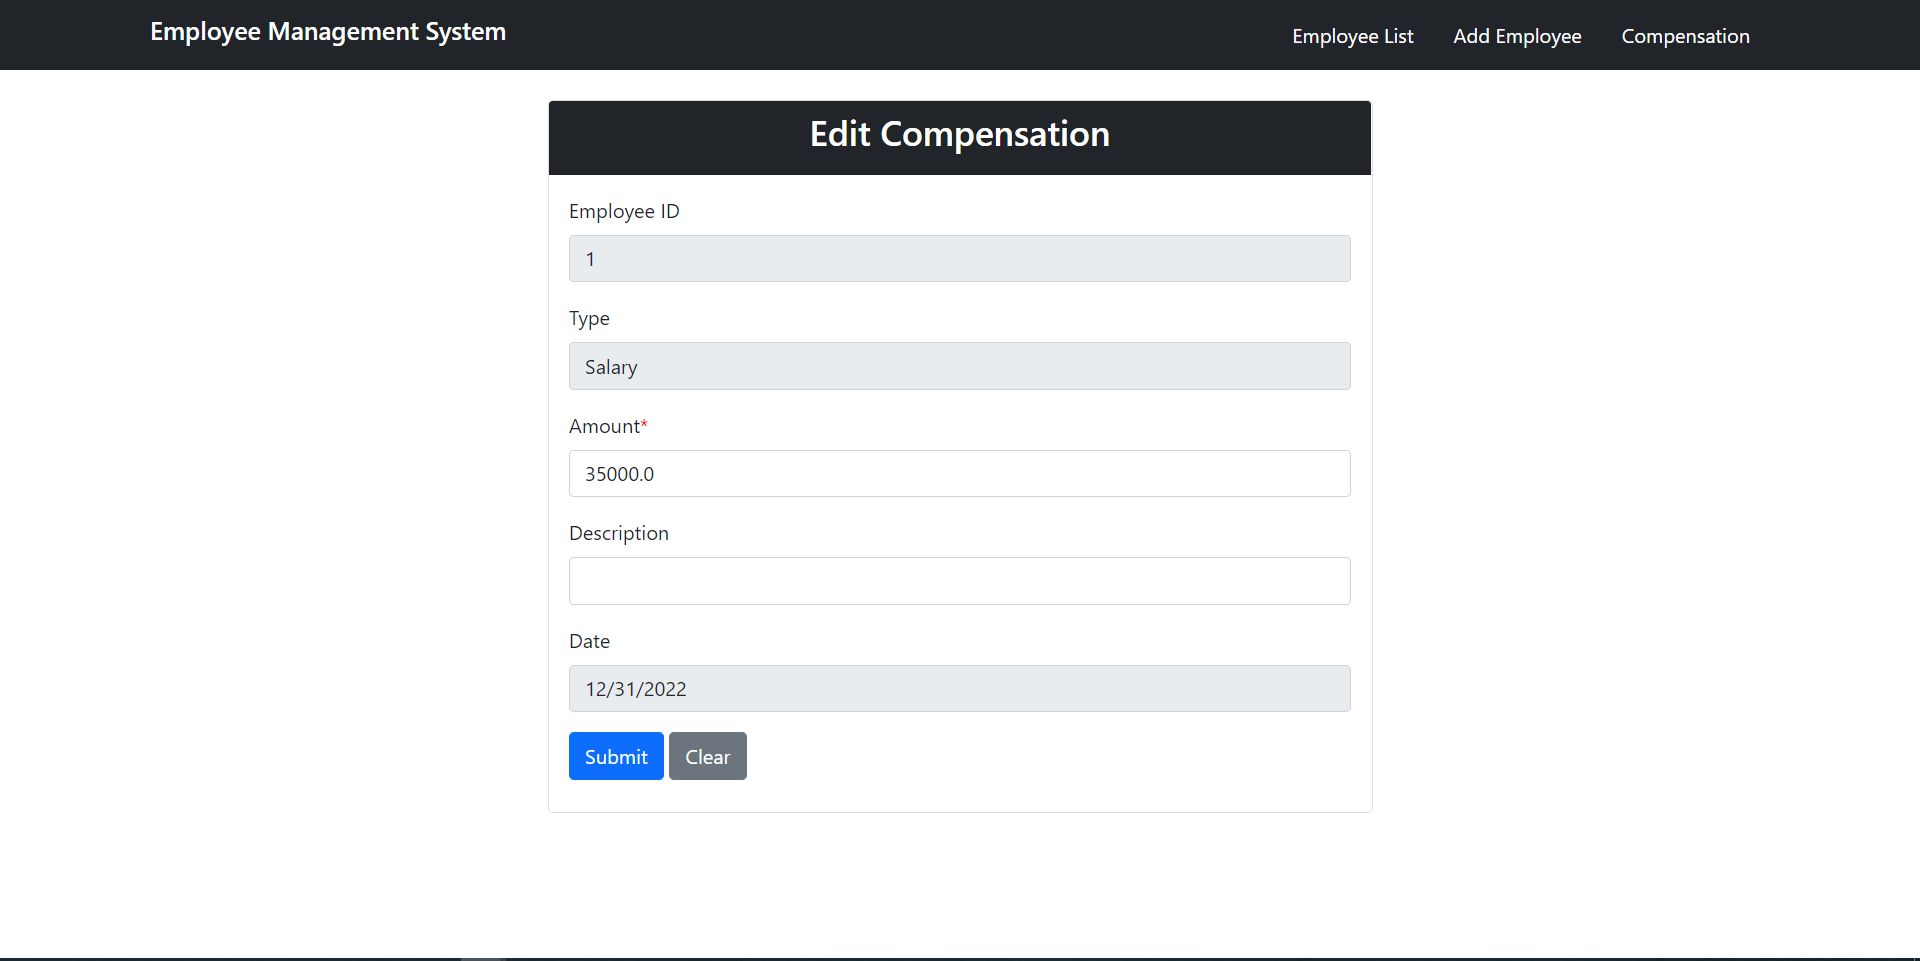 Employee Management System
Employee List
Add Employee
Compensation
Edit Compensation
Employee ID
1
Type
Salary
Amount*
35000.0
Description
Date
12/31/2022
Submit
Clear